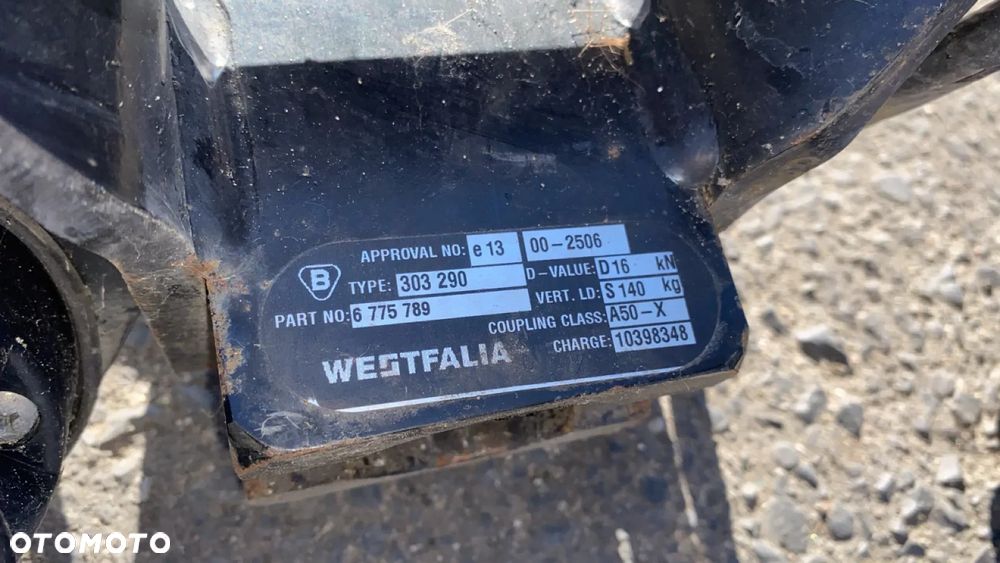 APPROVAL NO: e 13 00-2506
B
TYPE: 303 290 D-VALUE: D 16 kN
PART NO: 6 775 789 VERT. LD: S 140 kg
COUPLING CLASS: A50-X
WESTFALIA CHARGE: 10398348
OTOMOTO